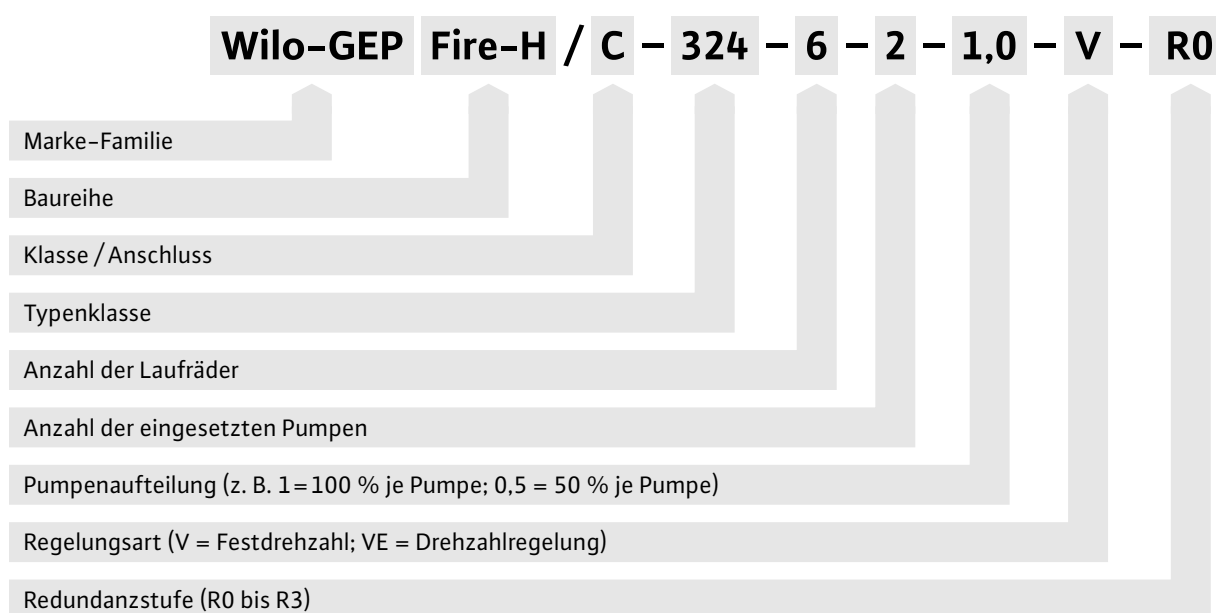 Wilo-GEP Fire-H / C – 324 – 6 – 2 – 1,0 – V – R0
Marke-Familie
Baureihe
Klasse / Anschluss
Typenklasse
Anzahl der Laufräder
Anzahl der eingesetzten Pumpen
Pumpenaufteilung (z. B. 1=100 % je Pumpe; 0,5 = 50 % je Pumpe)
Regelungsart (V = Festdrehzahl; VE = Drehzahlregelung)
Redundanzstufe (R0 bis R3)